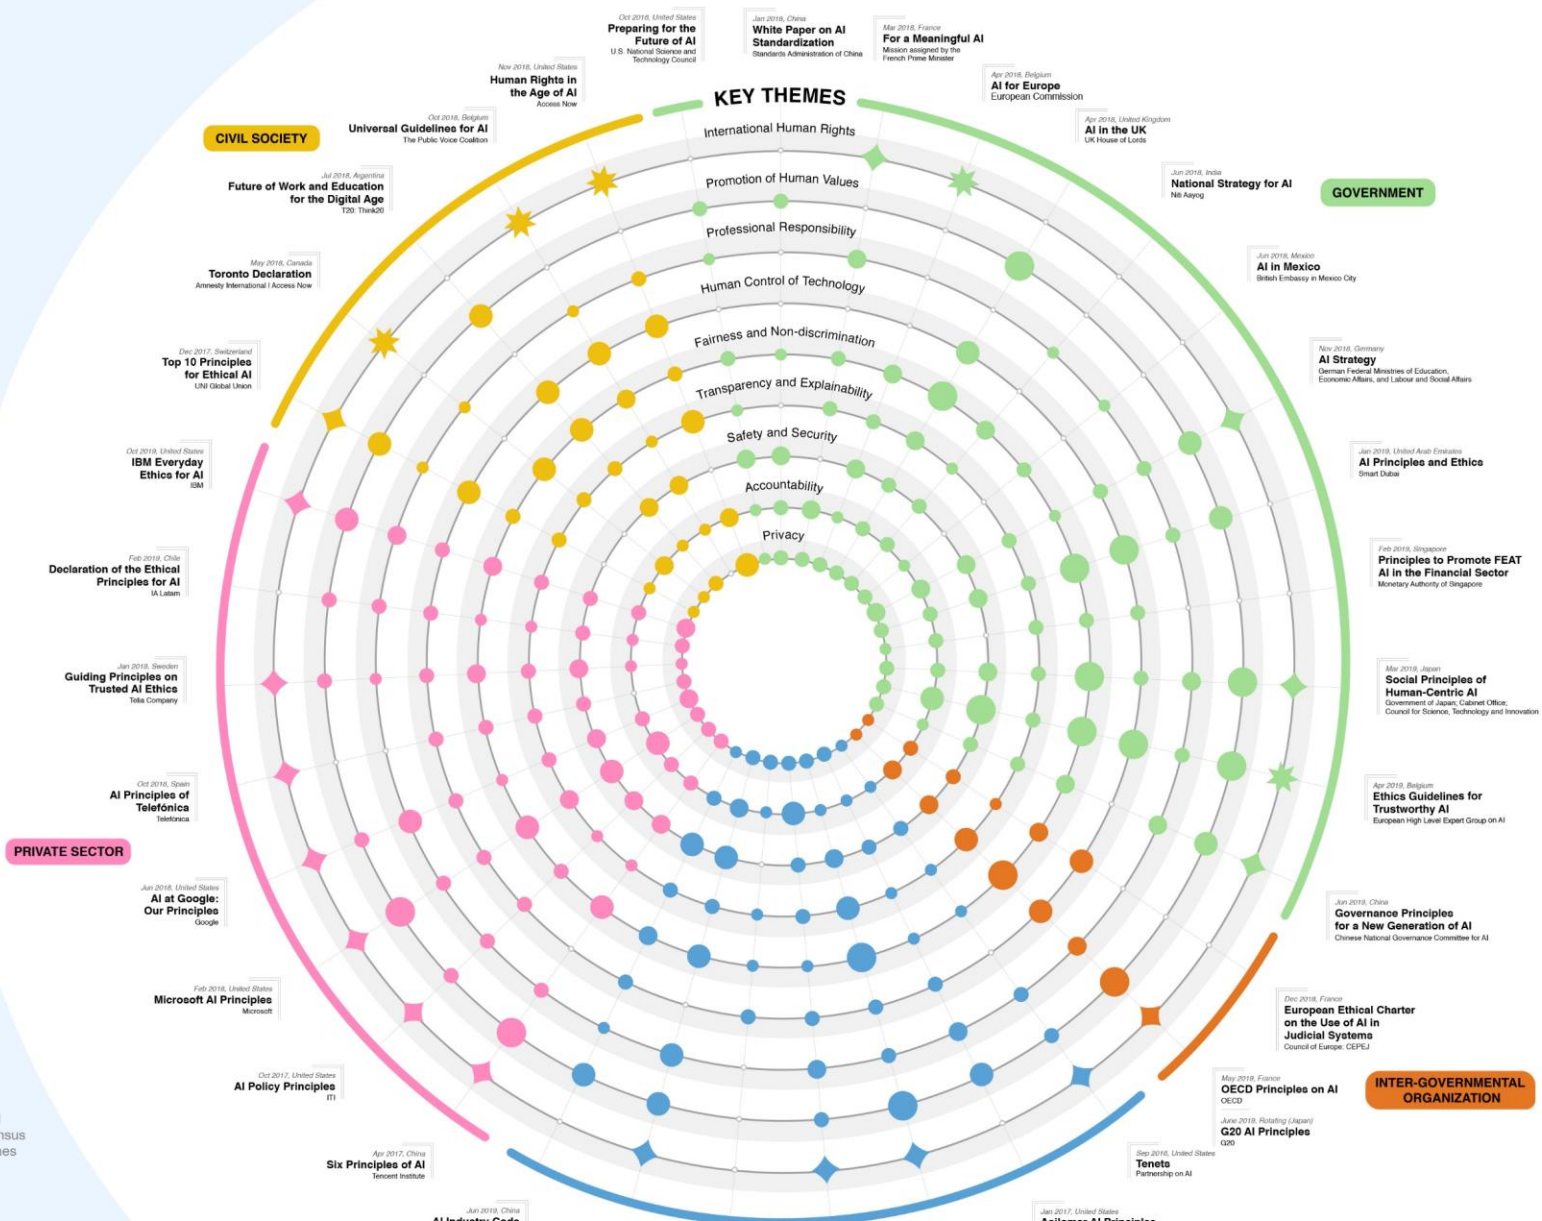 Oct 2016, United States
Preparing for the
Future of AI
U.S. National Science and
Technology Council
Jan 2018, China
White Paper on AI
Standardization
Standards Administration of China
Mar 2018, France
For a Meaningful AI
Mission assigned by the
French Prime Minister
Nov 2018, United States
Human Rights in
the Age of AI
Access Now
Apr 2018, Belgium
AI for Europe
European Commission
Oct 2018, Belgium
Universal Guidelines for AI
The Public Voice Coalition
Apr 2018, United Kingdom
AI in the UK
UK House of Lords
CIVIL SOCIETY
Jul 2018, Argentina
Future of Work and Education
for the Digital Age
T20: Think20
Jun 2018, India
National Strategy for AI
Niti Aayog
GOVERNMENT
KEY THEMES
International Human Rights
Promotion of Human Values
Professional Responsibility
Human Control of Technology
Fairness and Non-discrimination
Transparency and Explainability
Safety and Security
Accountability
Privacy
May 2018, Canada
Toronto Declaration
Amnesty International | Access Now
Jun 2018, Mexico
AI in Mexico
British Embassy in Mexico City
Dec 2017, Switzerland
Top 10 Principles
for Ethical AI
UNI Global Union
Nov 2018, Germany
AI Strategy
German Federal Ministries of Education,
Economic Affairs, and Labour and Social Affairs
Oct 2019, United States
IBM Everyday
Ethics for AI
IBM
Jan 2019, United Arab Emirates
AI Principles and Ethics
Smart Dubai
Feb 2019, Chile
Declaration of the Ethical
Principles for AI
IA Latam
Feb 2019, Singapore
Principles to Promote FEAT
AI in the Financial Sector
Monetary Authority of Singapore
Jan 2019, Sweden
Guiding Principles on
Trusted AI Ethics
Telia Company
Mar 2019, Japan
Social Principles of
Human-Centric AI
Government of Japan; Cabinet Office;
Council for Science, Technology and Innovation
Oct 2018, Spain
AI Principles of
Telefónica
Telefónica
Apr 2019, Belgium
Ethics Guidelines for
Trustworthy AI
European High Level Expert Group on AI
PRIVATE SECTOR
Jun 2018, United States
AI at Google:
Our Principles
Google
Jun 2019, China
Governance Principles
for a New Generation of AI
Chinese National Governance Committee for AI
Feb 2018, United States
Microsoft AI Principles
Microsoft
Dec 2018, France
European Ethical Charter
on the Use of AI in
Judicial Systems
Council of Europe: CEPEJ
Oct 2017, United States
AI Policy Principles
ITI
May 2019, France
OECD Principles on AI
OECD
June 2019, Rotating (Japan)
G20 AI Principles
G20
INTER-GOVERNMENTAL
ORGANIZATION
Apr 2017, China
Six Principles of AI
Tencent Institute
Sep 2016, United States
Tenets
Partnership on AI
Jun 2019, China
AI Industry Code
Jan 2017, United States
Asilomar AI Principles